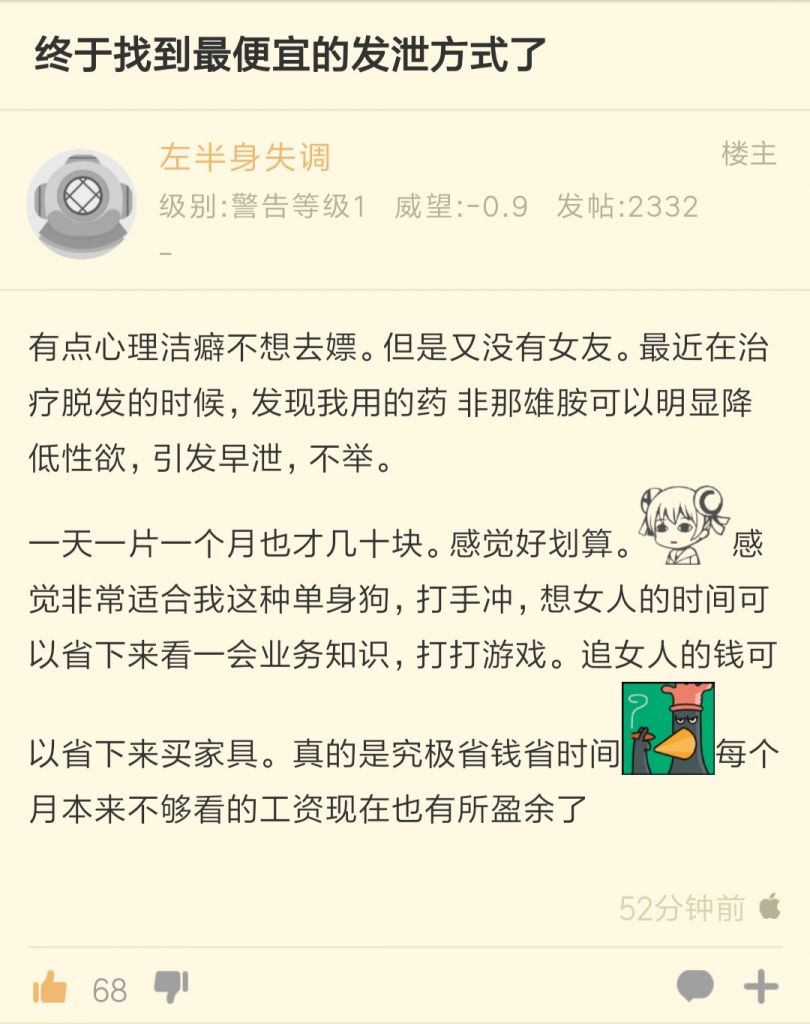 终于找到最便宜的发泄方式了
左半身失调
楼主
级别:警告等级1 威望:-0.9 发帖:2332
-
有点心理洁癖不想去嫖。但是又没有女友。最近在治
疗脱发的时候，发现我用的药 非那雄胺可以明显降
低性欲，引发早泄，不举。
一天一片一个月也才几十块。感觉好划算。感
觉非常适合我这种单身狗，打手冲，想女人的时间可
以省下来看一会业务知识，打打游戏。追女人的钱可
以省下来买家具。真的是究极省钱省时间?每个
月本来不够看的工资现在也有所盈余了
52分钟前
68